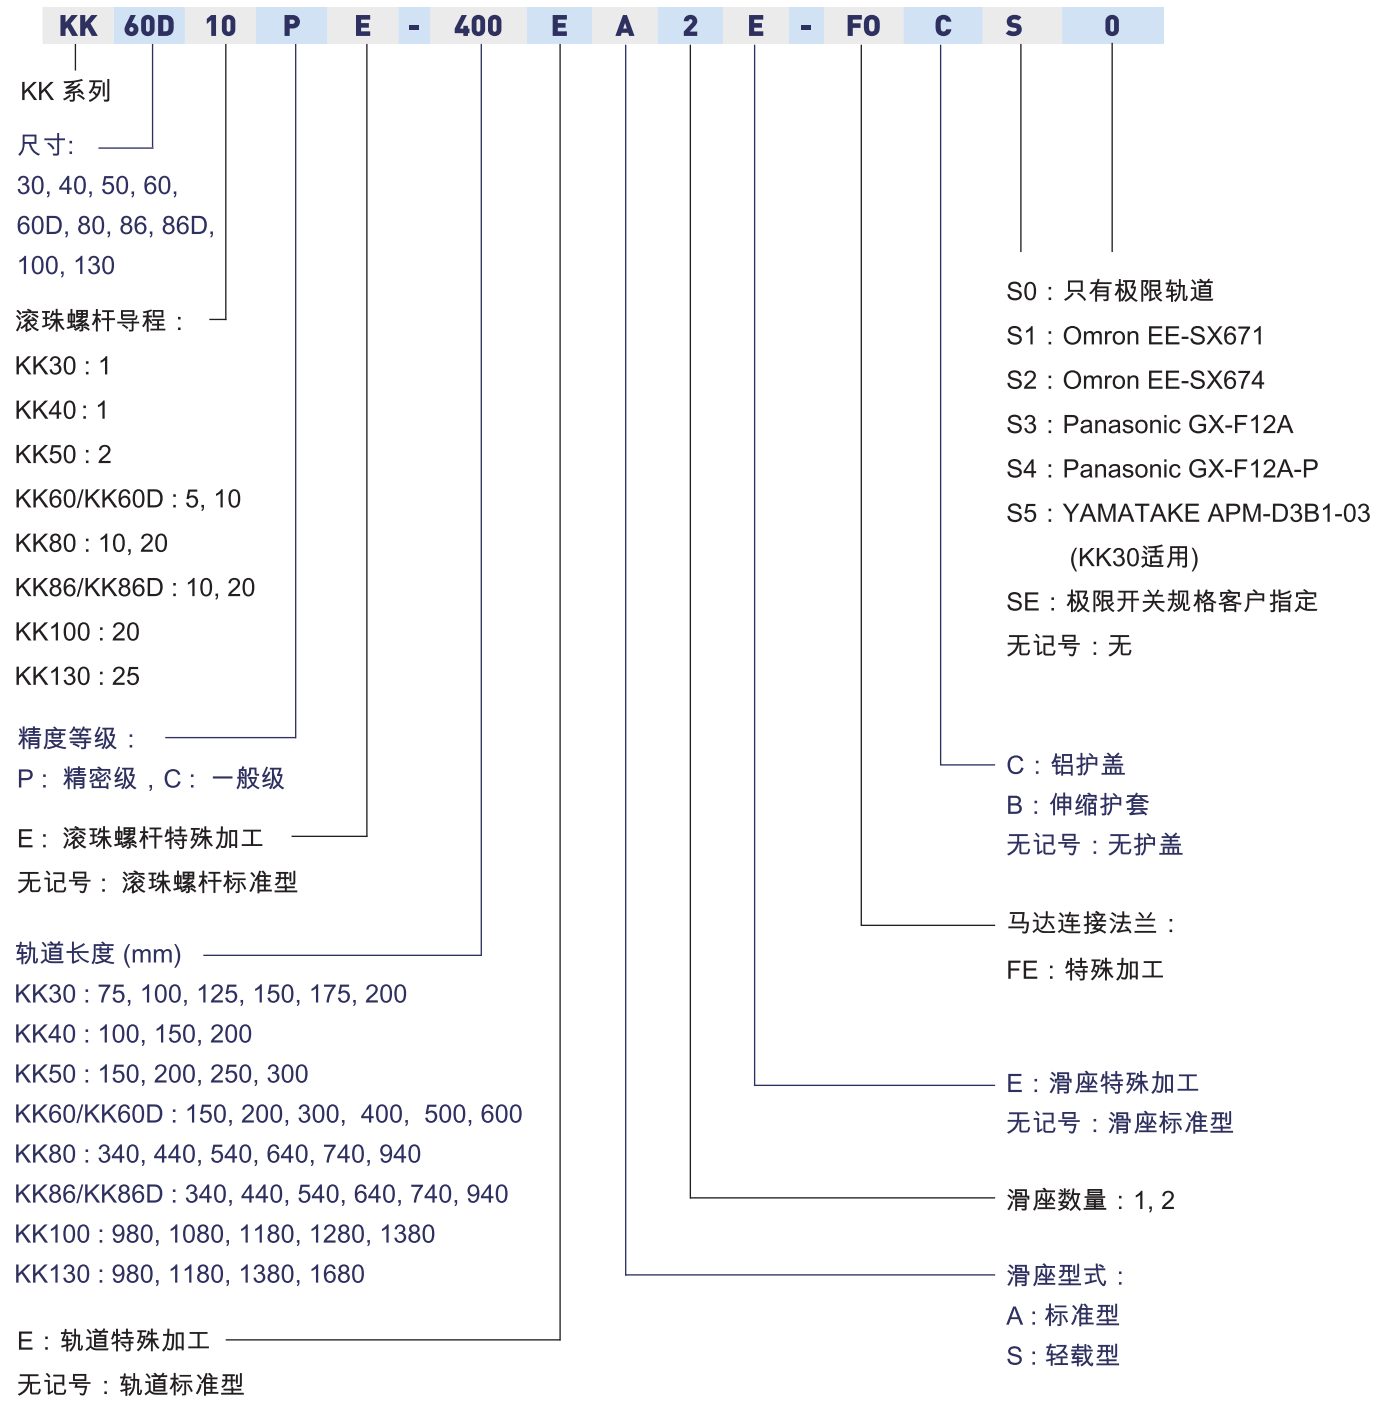 KK 60D 10 P E - 400 E A 2 E - F0 C S 0
KK 系列
尺寸:
30, 40, 50, 60,
60D, 80, 86, 86D,
100, 130
滚珠螺杆导程：
KK30 : 1
KK40 : 1
KK50 : 2
KK60/KK60D : 5, 10
KK80 : 10, 20
KK86/KK86D : 10, 20
KK100 : 20
KK130 : 25
精度等级：
P： 精密级，C： 一般级
E： 滚珠螺杆特殊加工
无记号： 滚珠螺杆标准型
轨道长度 (mm)
KK30 : 75, 100, 125, 150, 175, 200
KK40 : 100, 150, 200
KK50 : 150, 200, 250, 300
KK60/KK60D : 150, 200, 300, 400, 500, 600
KK80 : 340, 440, 540, 640, 740, 940
KK86/KK86D : 340, 440, 540, 640, 740, 940
KK100 : 980, 1080, 1180, 1280, 1380
KK130 : 980, 1180, 1380, 1680
E：轨道特殊加工
无记号：轨道标准型
S0：只有极限轨道
S1：Omron EE-SX671
S2：Omron EE-SX674
S3：Panasonic GX-F12A
S4：Panasonic GX-F12A-P
S5：YAMATAKE APM-D3B1-03
(KK30适用)
SE：极限开关规格客户指定
无记号：无
C：铝护盖
B：伸缩护套
无记号：无护盖
马达连接法兰：
FE：特殊加工
E：滑座特殊加工
无记号：滑座标准型
滑座数量：1, 2
滑座型式：
A : 标准型
S : 轻载型